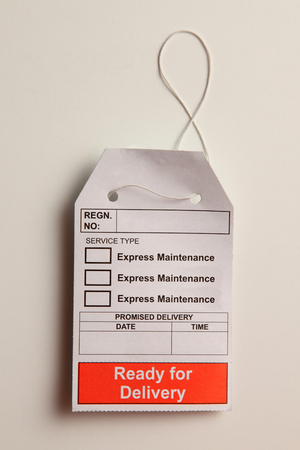 REGN.
NO:
SERVICE TYPE
Express Maintenance
Express Maintenance
Express Maintenance
PROMISED DELIVERY
DATE TIME
Ready for
Delivery